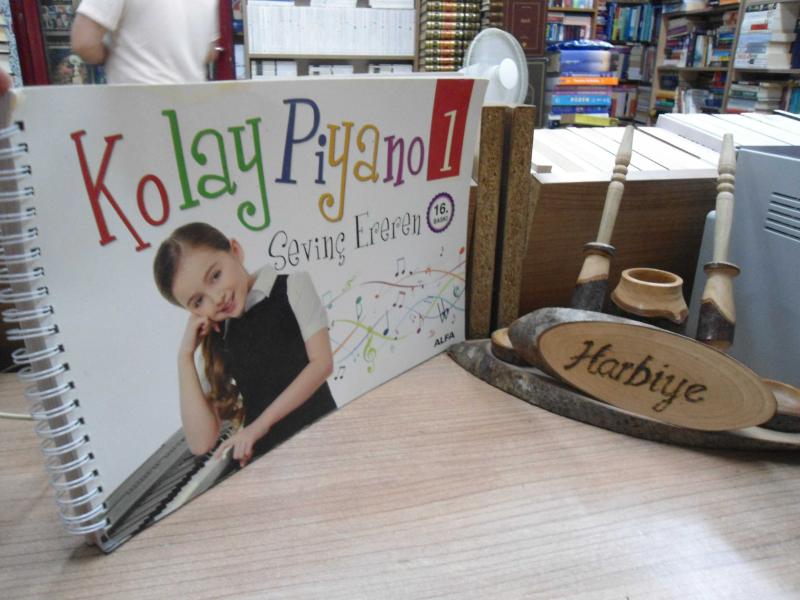 Kolay Piyano 1
Sevinç Ereren
16.
BASKI
ALFA
Harbiye